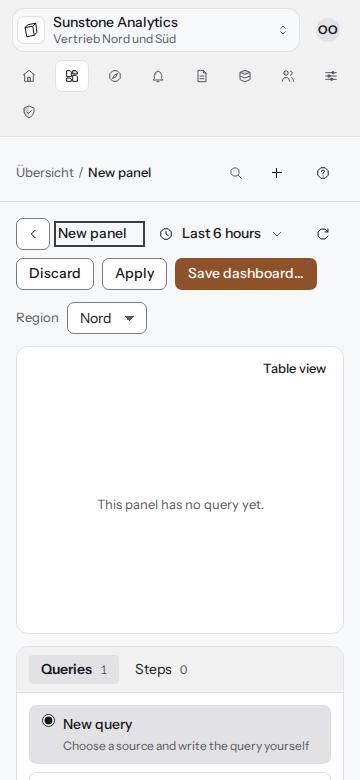 Sunstone Analytics
Vertrieb Nord und Süd
OO
Übersicht / New panel
New panel
Last 6 hours
Discard
Apply
Save dashboard...
Region
Nord
Table view
This panel has no query yet.
Queries 1
Steps 0
New query
Choose a source and write the query yourself